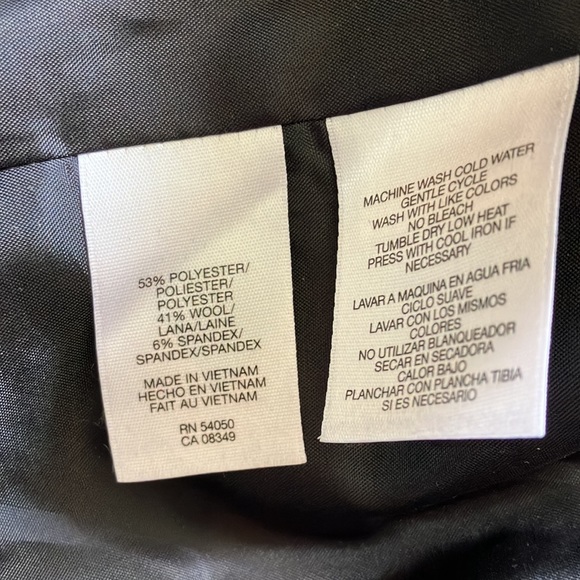 53% POLYESTER/
POLIESTER/
POLYESTER
41% WOOL/
LANA/LAINE
6% SPANDEX/
SPANDEX/SPANDEX
MADE IN VIETNAM
HECHO EN VIETNAM
FAIT AU VIETNAM
RN 54050
CA 08349
MACHINE WASH COLD WATER
GENTLE CYCLE
WASH WITH LIKE COLORS
NO BLEACH
TUMBLE DRY LOW HEAT
PRESS WITH COOL IRON IF
NECESSARY
LAVAR A MAQUINA EN AGUA FRIA
CICLO SUAVE
LAVAR CON LOS MISMOS
COLORES
NO UTILIZAR BLANQUEADOR
SECAR EN SECADORA
CALOR BAJO
PLANCHAR CON PLANCHA TIBIA
SI ES NECESARIO